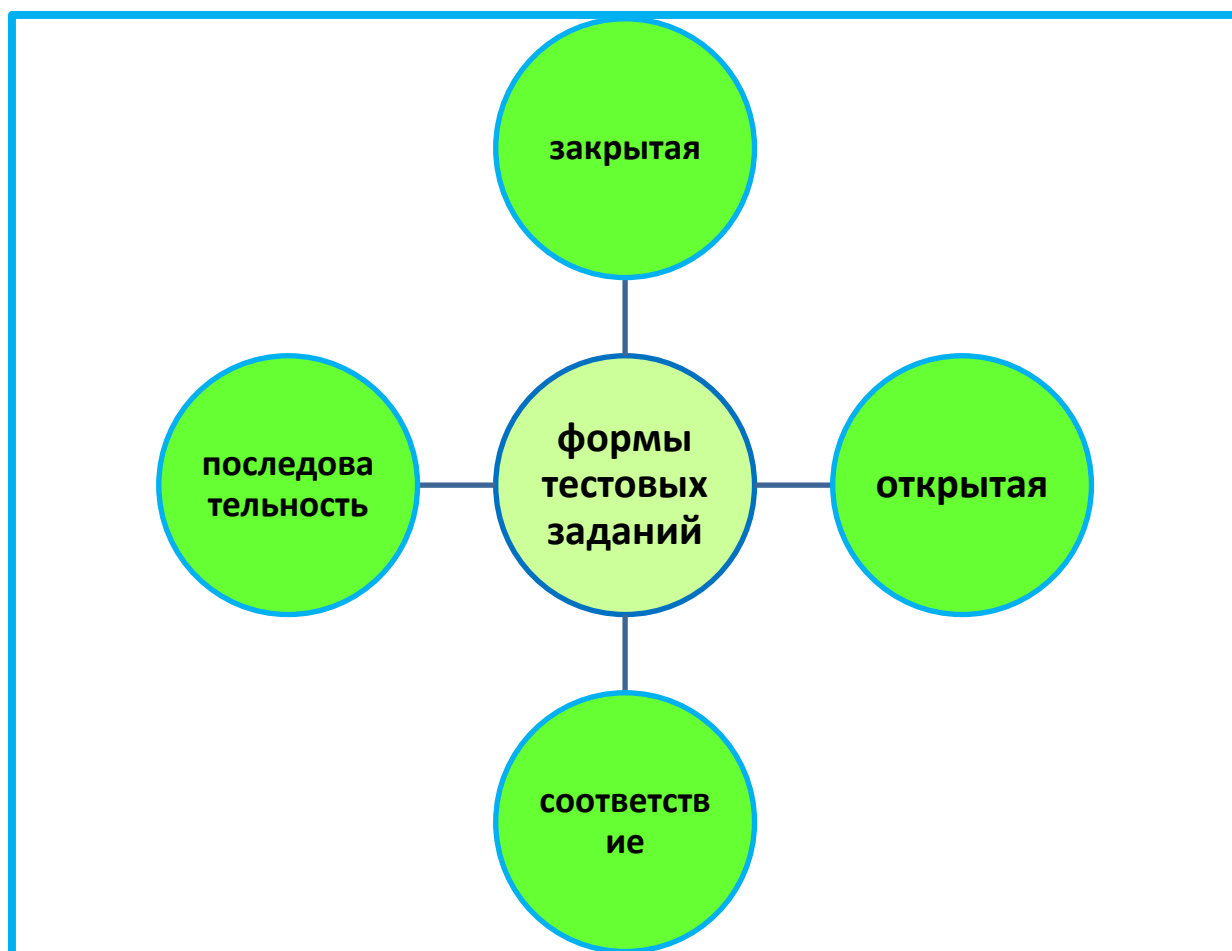 закрытая
последова
тельность
формы
тестовых
заданий
открытая
соответств
ие